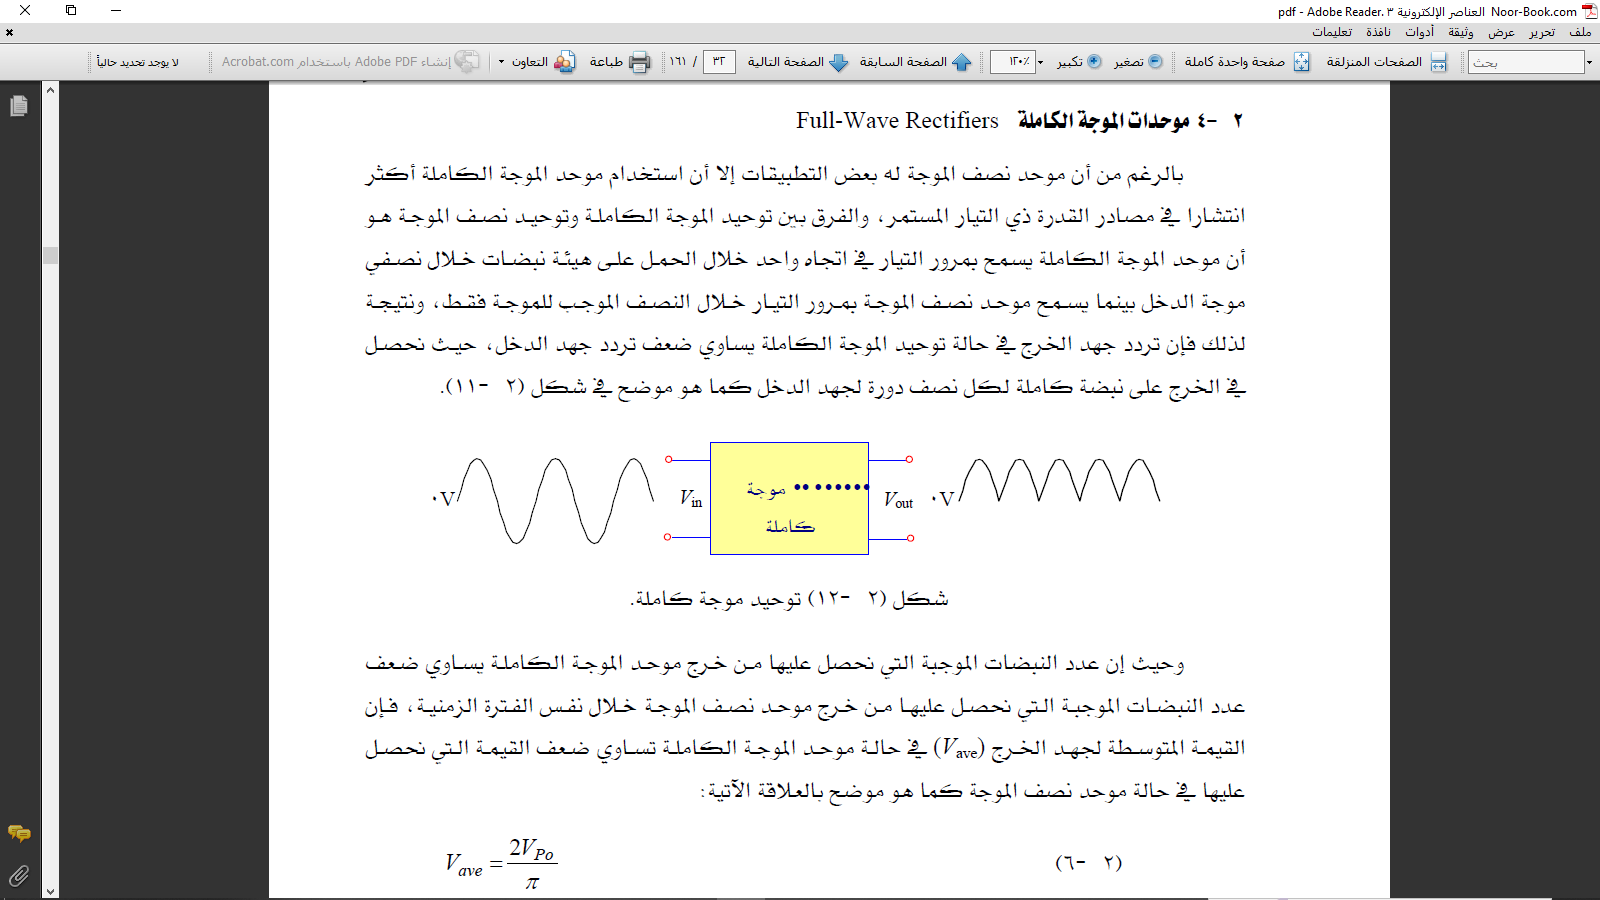 Noor-Book.com العناصر الإلكترونية ٣ .pdf - Adobe Reader
ملف تحرير عرض وثيقة أدوات نافذة تعليمات
بحث الصفحات المنزلقة صفحة واحدة كاملة تصغير تكبير ١٢٠٪ الصفحة السابقة الصفحة التالية ٣٢ / ١٦١ طباعة التعاون إنشاء Adobe PDF باستخدام Acrobat.com لا يوجد تحديد حالياً
٢ -٤ موحدات الموجة الكاملة Full-Wave Rectifiers
بالرغم من أن موحد نصف الموجة له بعض التطبيقات إلا أن استخدام موحد الموجة الكاملة أكثر
انتشارا في مصادر القدرة ذي التيار المستمر، والفرق بين توحيد الموجة الكاملة وتوحيد نصف الموجة هو
أن موحد الموجة الكاملة يسمح بمرور التيار في اتجاه واحد خلال الحمل على هيئة نبضات خلال نصفي
موجة الدخل بينما يسمح موحد نصف الموجة بمرور التيار خلال النصف الموجب للموجة فقط، ونتيجة
لذلك فإن تردد جهد الخرج في حالة توحيد الموجة الكاملة يساوي ضعف تردد جهد الدخل، حيث نحصل
في الخرج على نبضة كاملة لكل نصف دورة لجهد الدخل كما هو موضح في شكل (٢ -١١).
٠V
Vin
•• ••••••• موجة
كاملة
Vout
٠V
شكل (٢ -١٢) توحيد موجة كاملة.
وحيث إن عدد النبضات الموجبة التي نحصل عليها من خرج موحد الموجة الكاملة يساوي ضعف
عدد النبضات الموجبة التي نحصل عليها من خرج موحد نصف الموجة خلال نفس الفترة الزمنية، فإن
القيمة المتوسطة لجهد الخرج (Vave) في حالة موحد الموجة الكاملة تساوي ضعف القيمة التي نحصل
عليها في حالة موحد نصف الموجة كما هو موضح بالعلاقة الآتية:
(٢ -٦) Vave = 2VPo / π